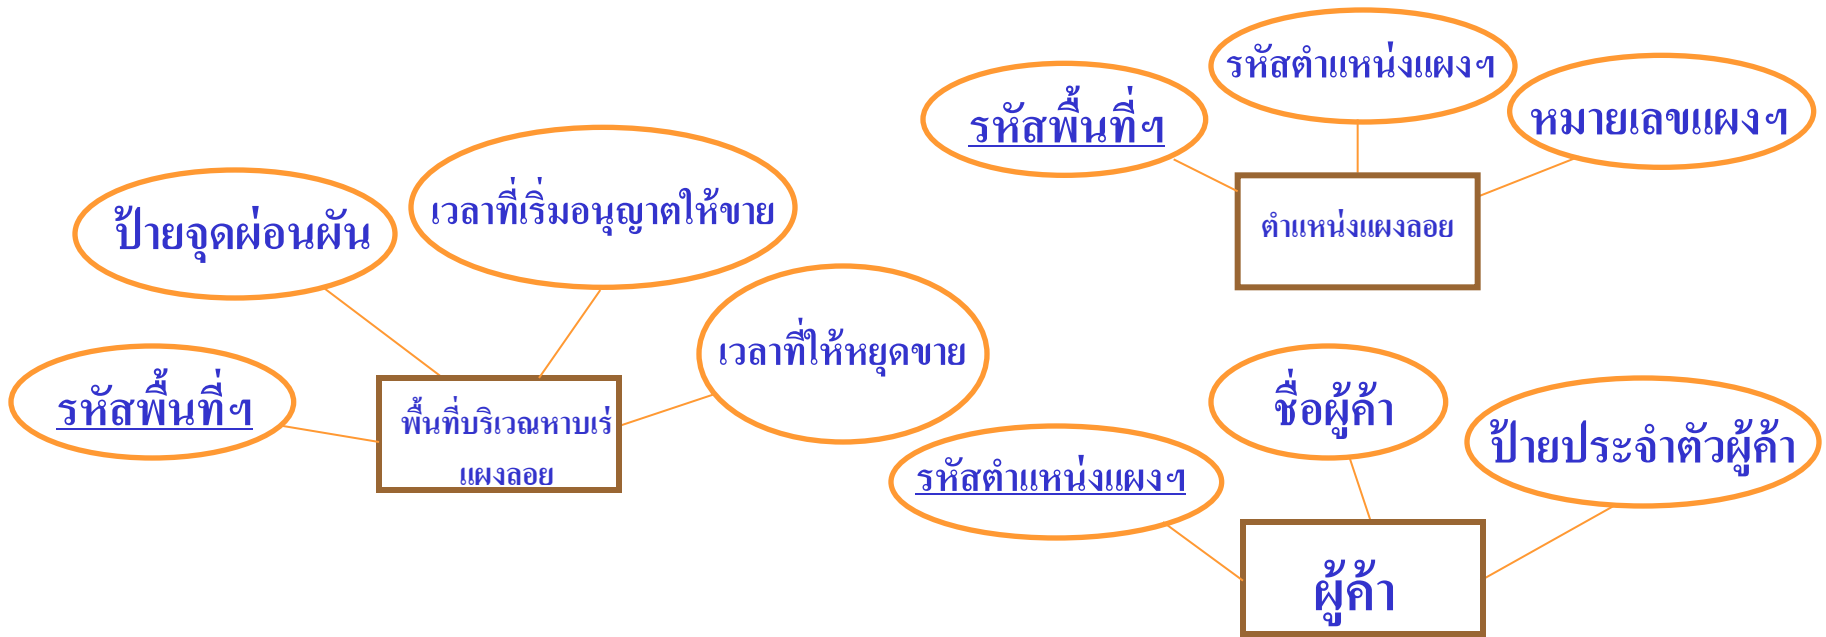 รหัสตำแหน่งแผงฯ
รหัสพื้นที่ฯ
หมายเลขแผงฯ
ตำแหน่งแผงลอย
ป้ายจุดผ่อนผัน
เวลาที่เริ่มอนุญาตให้ขาย
เวลาที่ให้หยุดขาย
รหัสพื้นที่ฯ
พื้นที่บริเวณหาบเร่
แผงลอย
ชื่อผู้ค้า
ป้ายประจำตัวผู้ค้า
รหัสตำแหน่งแผงฯ
ผู้ค้า